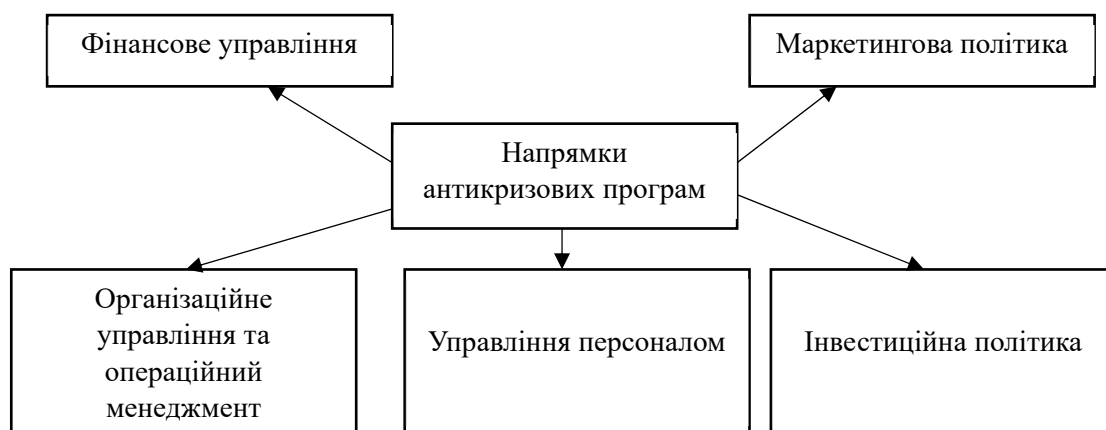 Фінансове управління
Маркетингова політика
Напрямки
антикризових програм
Організаційне
управління та
операційний
менеджмент
Управління персоналом
Інвестиційна політика